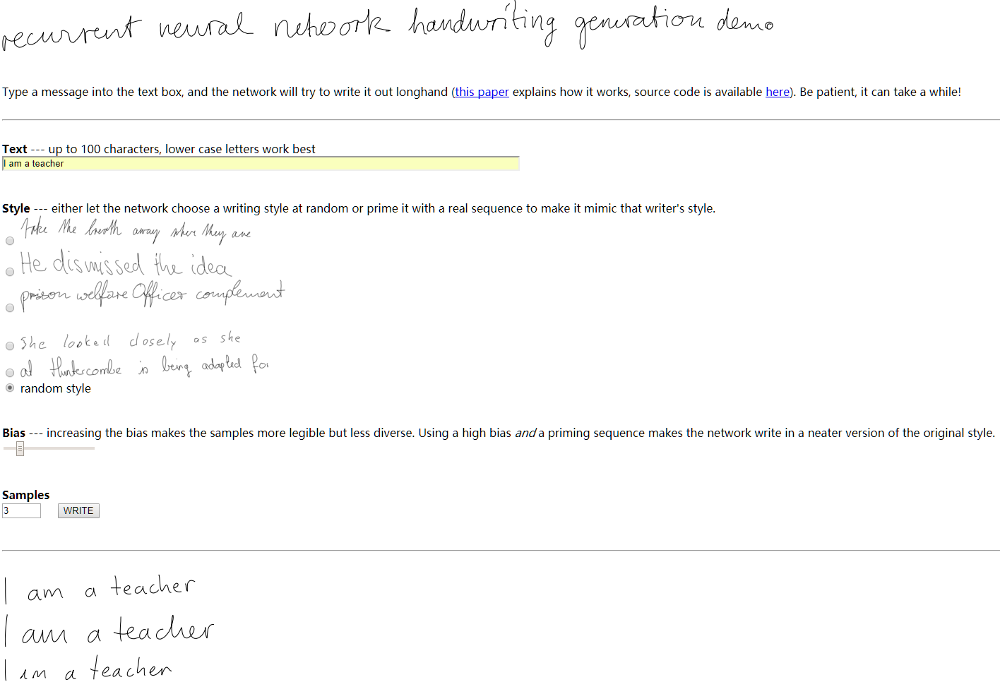 recurrent neural network handwriting generation demo
Type a message into the text box, and the network will try to write it out longhand (this paper explains how it works, source code is available here). Be patient, it can take a while!
Text --- up to 100 characters, lower case letters work best
I am a teacher
Style --- either let the network choose a writing style at random or prime it with a real sequence to make it mimic that writer's style.
take the breath away when they are
He dismissed the idea
prison welfare Officer complement
She looked closely as she
at Huntercombe is being adapted for
random style
Bias --- increasing the bias makes the samples more legible but less diverse. Using a high bias and a priming sequence makes the network write in a neater version of the original style.
Samples
3 WRITE
I am a teacher
I am a teacher
I am a teacher